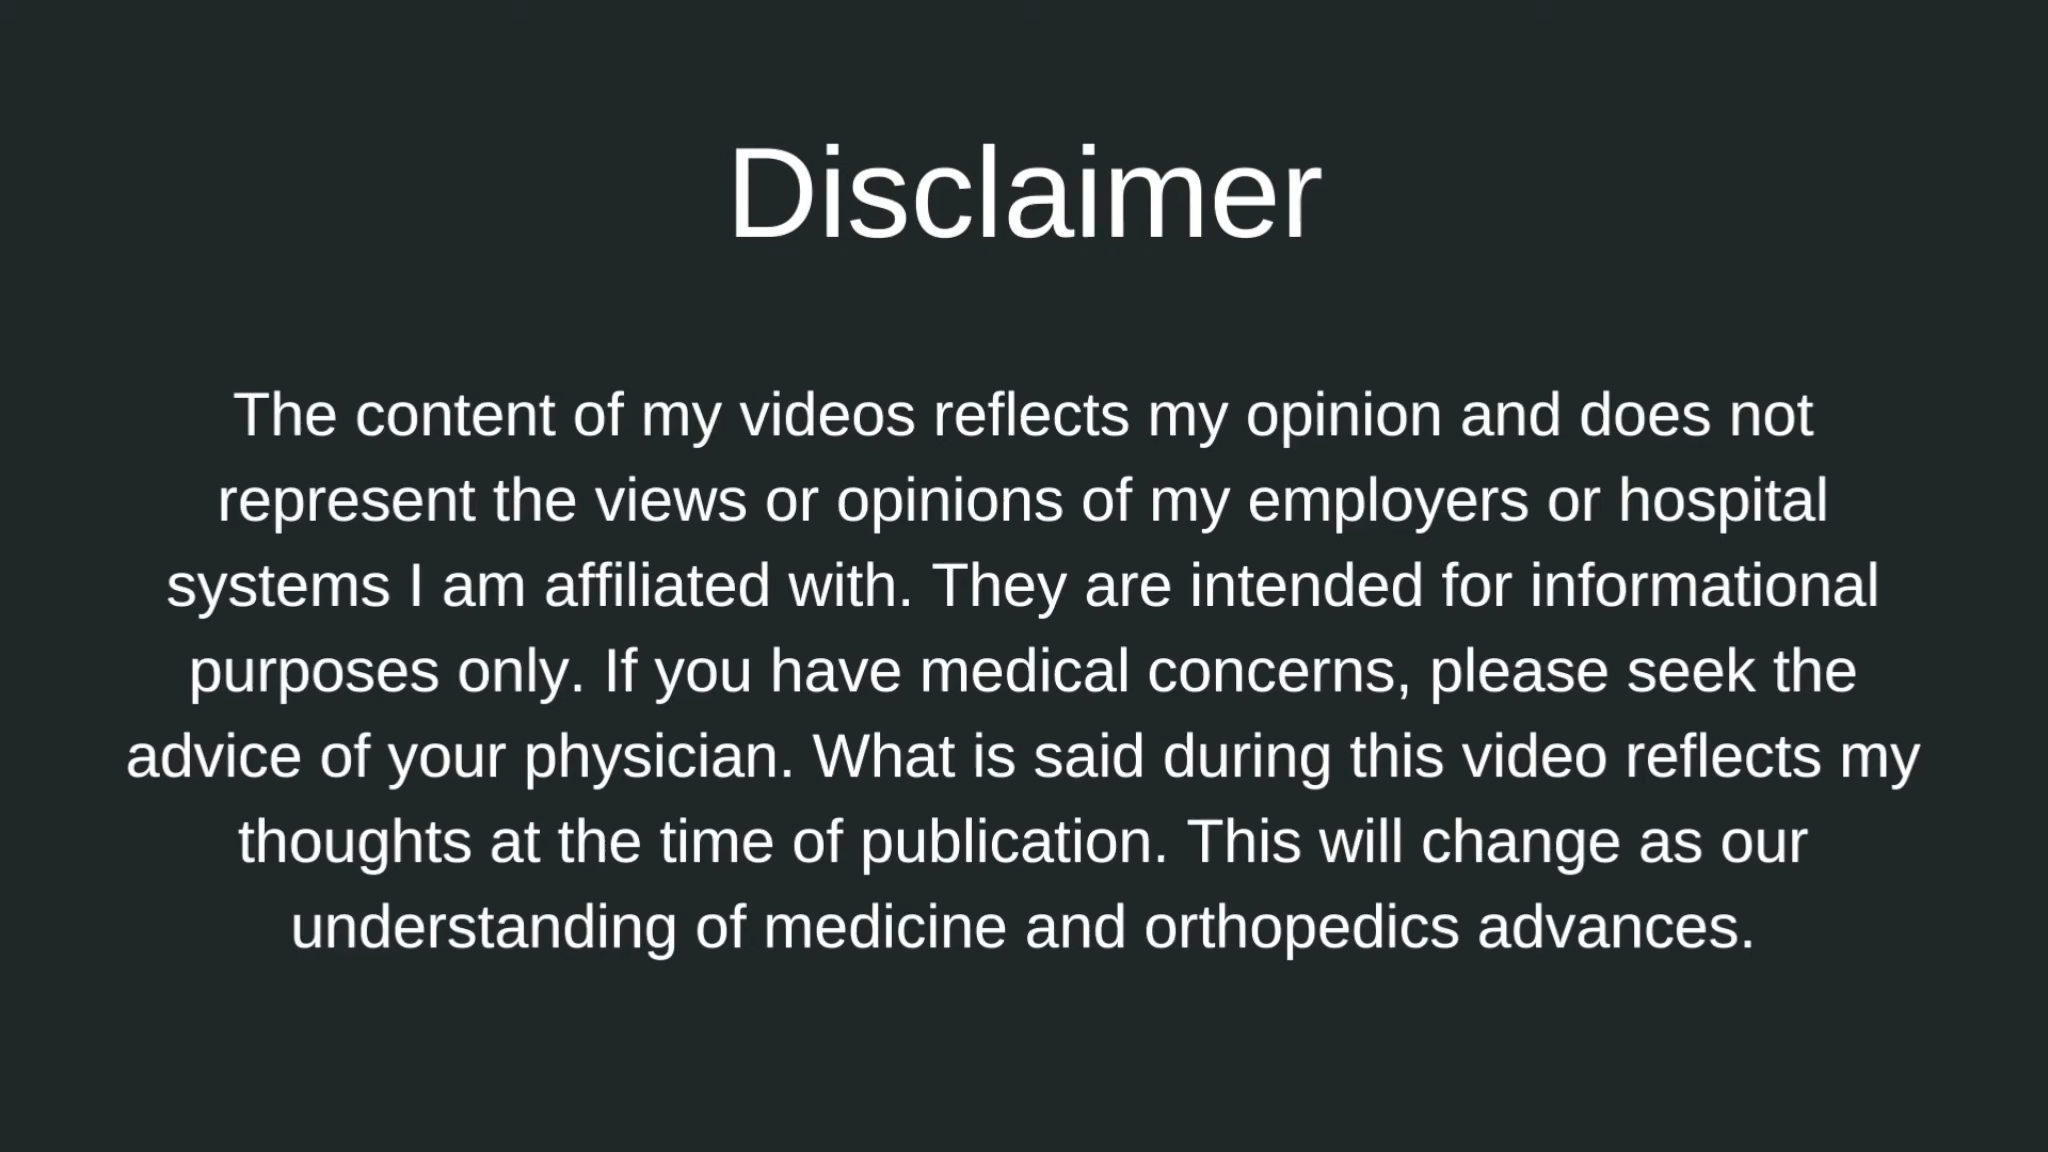 Disclaimer
The content of my videos reflects my opinion and does not
represent the views or opinions of my employers or hospital
systems I am affiliated with. They are intended for informational
purposes only. If you have medical concerns, please seek the
advice of your physician. What is said during this video reflects my
thoughts at the time of publication. This will change as our
understanding of medicine and orthopedics advances.